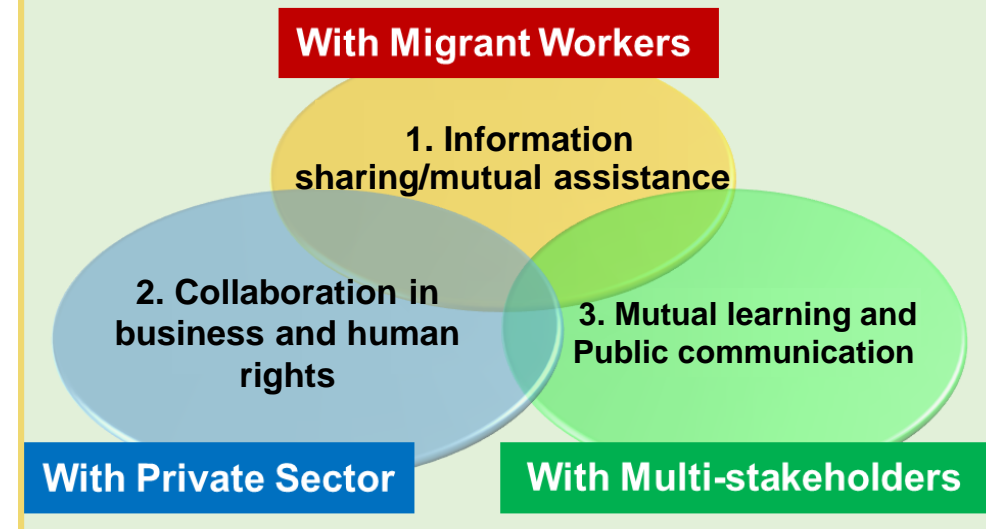 With Migrant Workers
1. Information
sharing/mutual assistance
2. Collaboration in
business and human
rights
3. Mutual learning and
Public communication
With Private Sector
With Multi-stakeholders